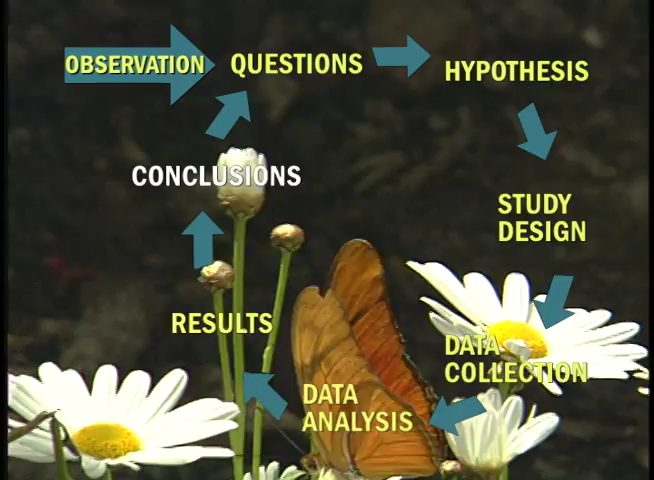 OBSERVATION
QUESTIONS
HYPOTHESIS
STUDY
DESIGN
DATA
COLLECTION
DATA
ANALYSIS
RESULTS
CONCLUSIONS